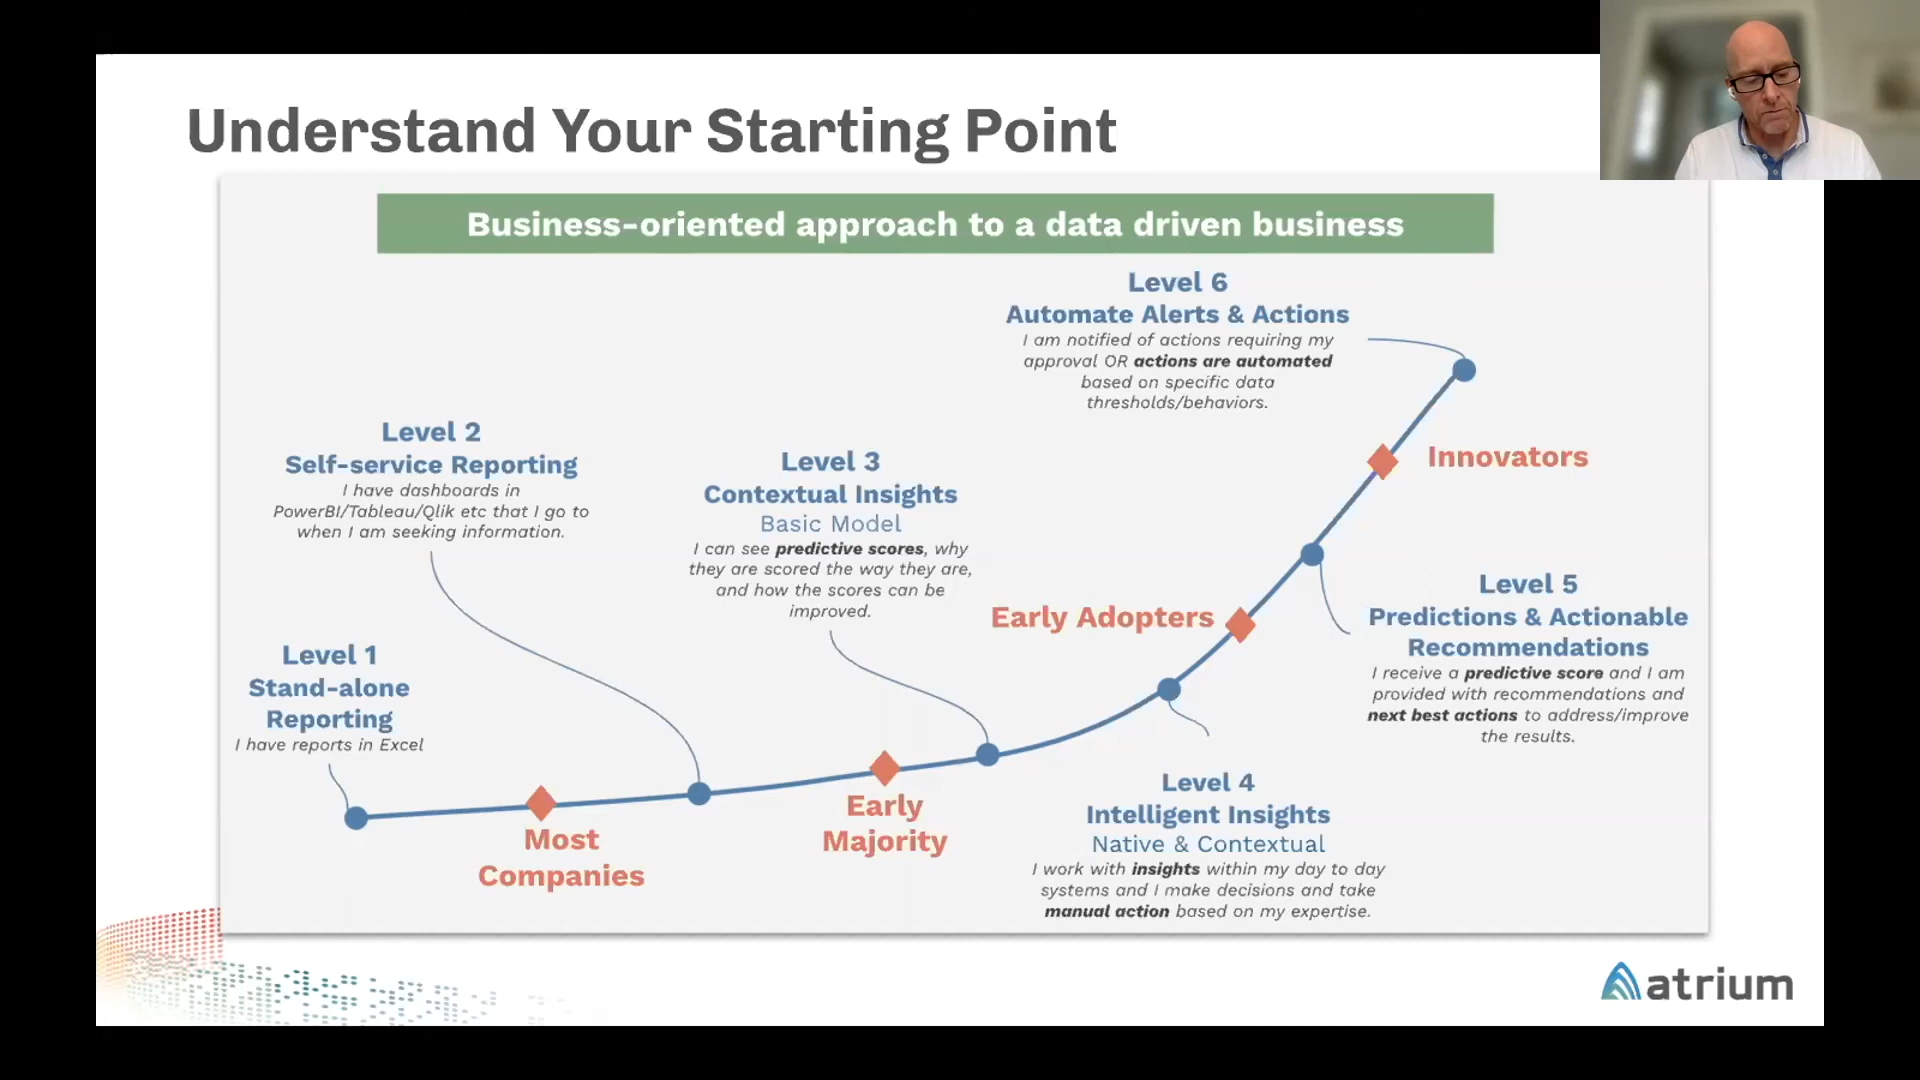 Understand Your Starting Point
Business-oriented approach to a data driven business
Level 6
Automate Alerts & Actions
I am notified of actions requiring my
approval OR actions are automated
based on specific data
thresholds/behaviors.
Level 2
Self-service Reporting
I have dashboards in
PowerBI/Tableau/Qlik etc that I go to
when I am seeking information.
Level 3
Contextual Insights
Basic Model
I can see predictive scores, why
they are scored the way they are,
and how the scores can be
improved.
Innovators
Early Adopters
Level 5
Predictions & Actionable
Recommendations
I receive a predictive score and I am
provided with recommendations and
next best actions to address/improve
the results.
Level 1
Stand-alone
Reporting
I have reports in Excel
Most
Companies
Early
Majority
Level 4
Intelligent Insights
Native & Contextual
I work with insights within my day to day
systems and I make decisions and take
manual action based on my expertise.
atrium